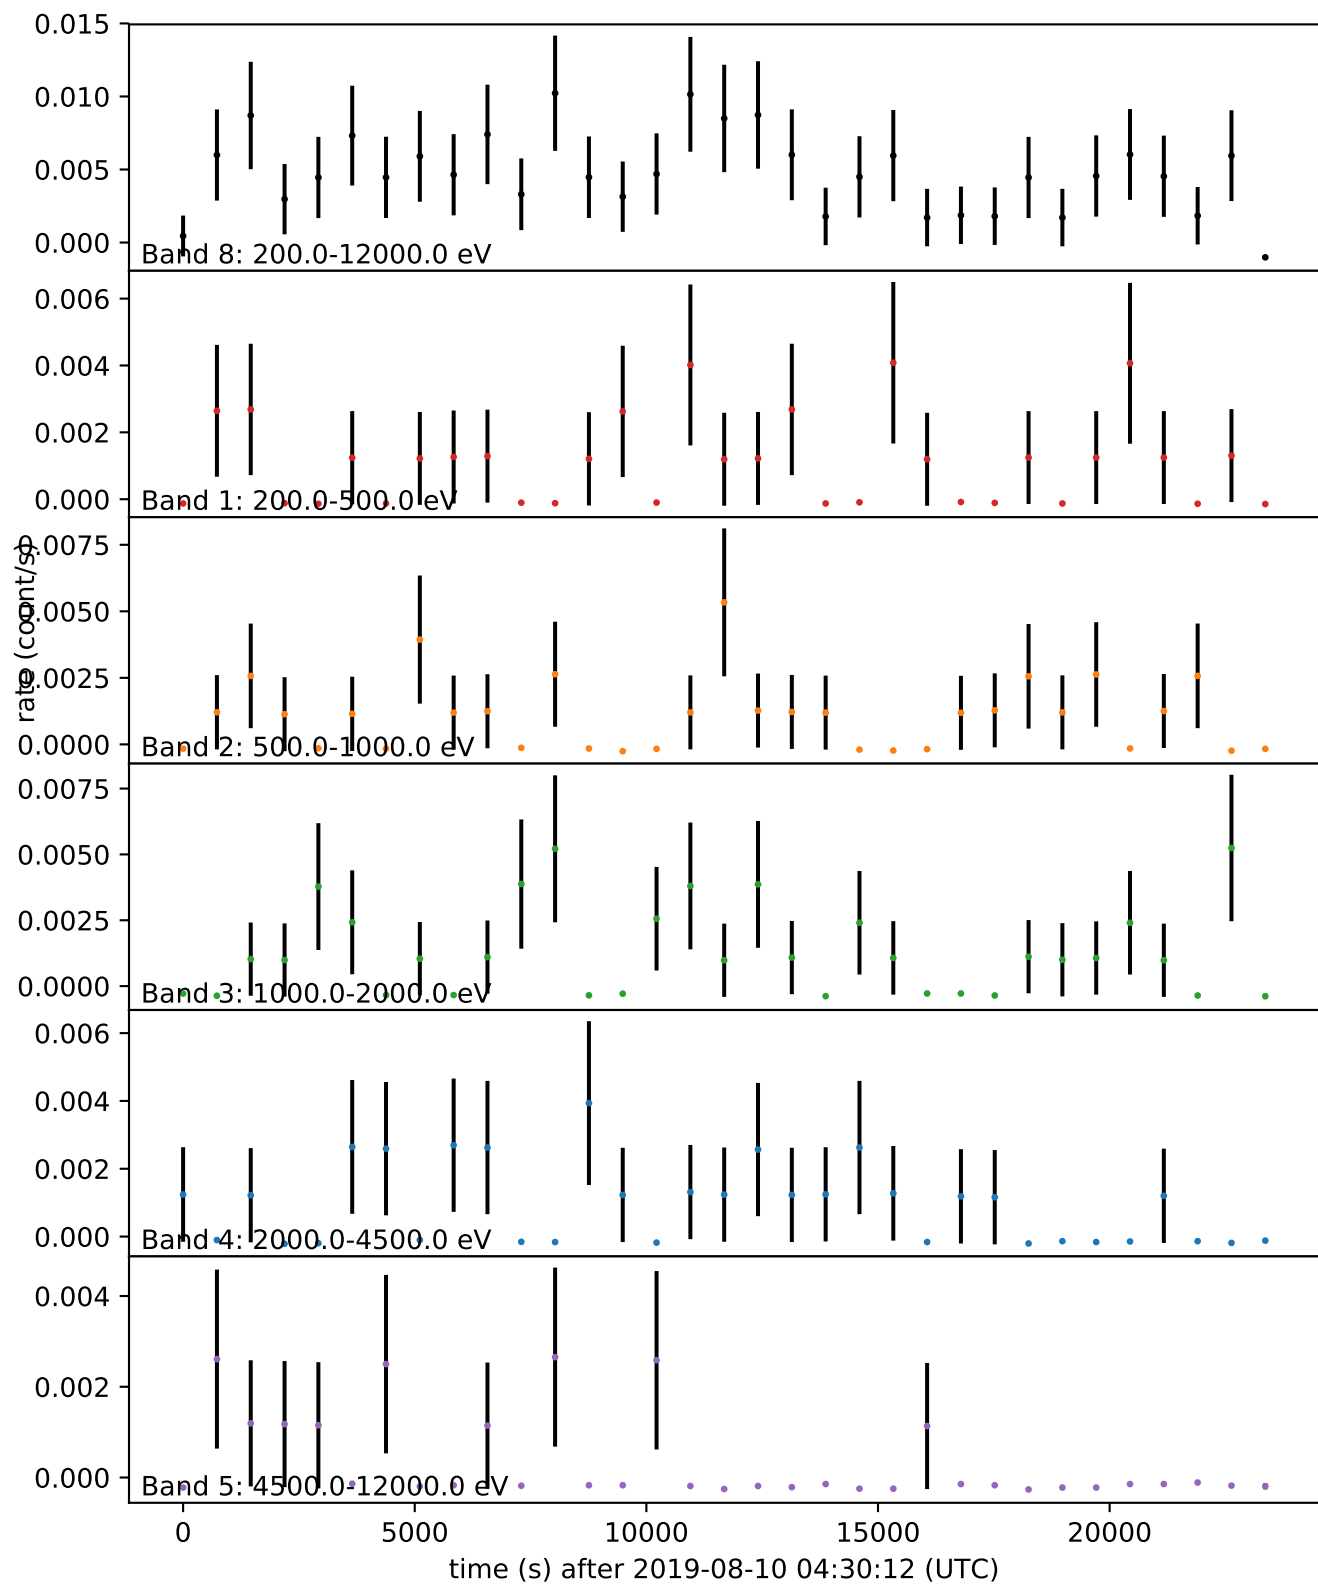 0.015
0.010
0.005
0.000
Band 8: 200.0-12000.0 eV
0.006
0.004
0.002
0.000
Band 1: 200.0-500.0 eV
rate (count/s)
0.0075
0.0050
0.0025
0.0000
Band 2: 500.0-1000.0 eV
0.0075
0.0050
0.0025
0.0000
Band 3: 1000.0-2000.0 eV
0.006
0.004
0.002
0.000
Band 4: 2000.0-4500.0 eV
0.004
0.002
0.000
Band 5: 4500.0-12000.0 eV
0 5000 10000 15000 20000
time (s) after 2019-08-10 04:30:12 (UTC)